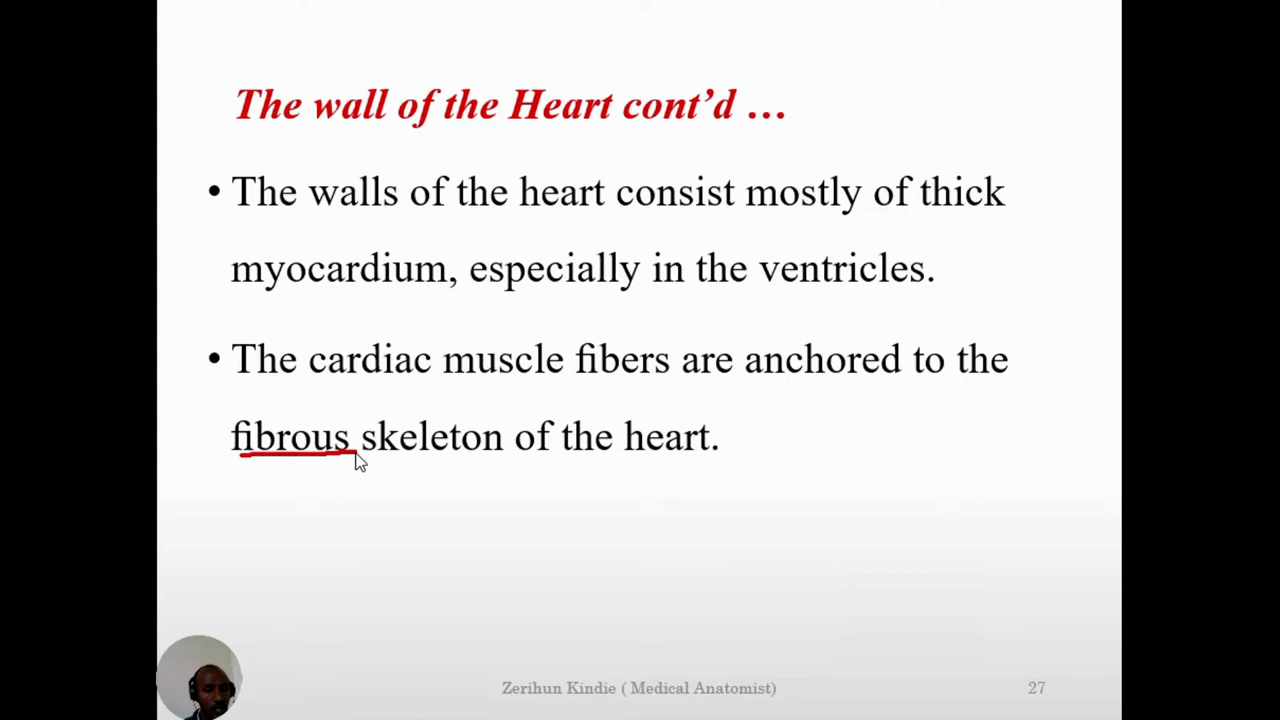 The wall of the Heart cont’d …
• The walls of the heart consist mostly of thick
myocardium, especially in the ventricles.
• The cardiac muscle fibers are anchored to the
fibrous skeleton of the heart.
Zerihun Kindie ( Medical Anatomist)
27